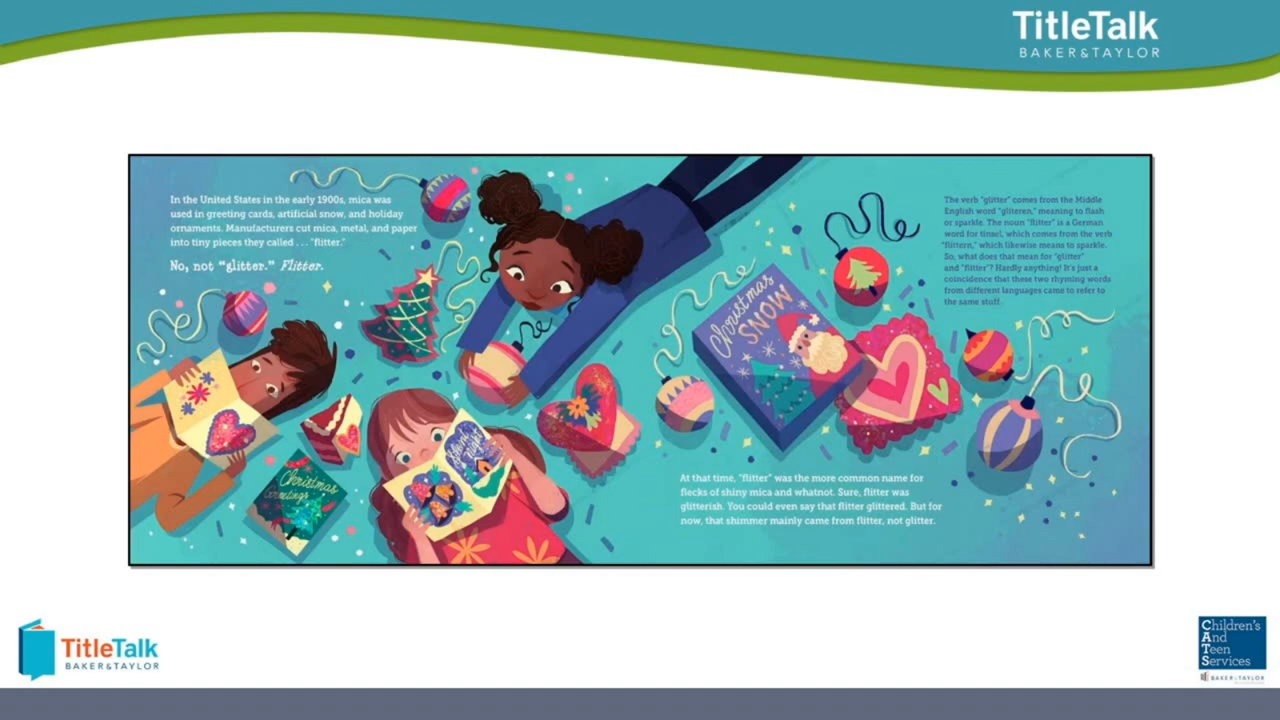 TitleTalk
BAKER & TAYLOR
In the United States in the early 1900s, mica was
used in greeting cards, artificial snow, and holiday
ornaments. Manufacturers cut mica, metal, and paper
into tiny pieces they called . . . "flitter."
No, not "glitter." Flitter.
The verb "glitter" comes from the Middle
English word "gliteren," meaning to flash
or sparkle. The noun "flitter" is a German
word for tinsel, which comes from the verb
"flittern," which likewise means to sparkle.
So, what does that mean for "glitter"
and "flitter"? Hardly anything! It's just a
coincidence that these two rhyming words
from different languages came to refer to
the same stuff.
Christmas
SNOW
Christmas
Greetings
At that time, "flitter" was the more common name for
flecks of shiny mica and whatnot. Sure, flitter was
glitterish. You could even say that flitter glittered. But for
now, that shimmer mainly came from flitter, not glitter.
TitleTalk
BAKER & TAYLOR
Children's
And
Teen
Services
BAKER & TAYLOR